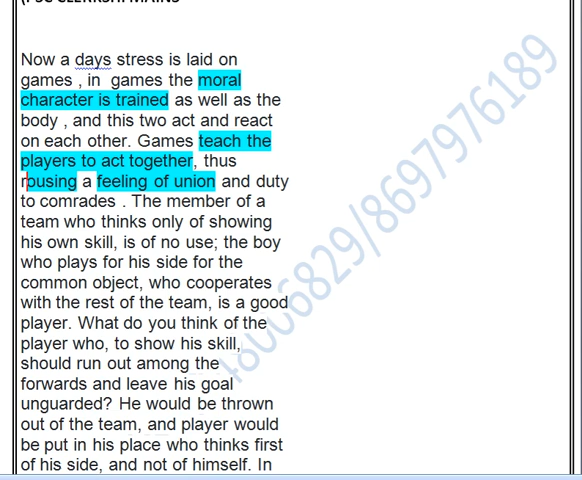 (PSC CLERKSHI MAINS
Now a days stress is laid on
games , in games the moral
character is trained as well as the
body , and this two act and react
on each other. Games teach the
players to act together, thus
rousing a feeling of union and duty
to comrades . The member of a
team who thinks only of showing
his own skill, is of no use; the boy
who plays for his side for the
common object, who cooperates
with the rest of the team, is a good
player. What do you think of the
player who, to show his skill,
should run out among the
forwards and leave his goal
unguarded? He would be thrown
out of the team, and player would
be put in his place who thinks first
of his side, and not of himself. In
6829/8697976189